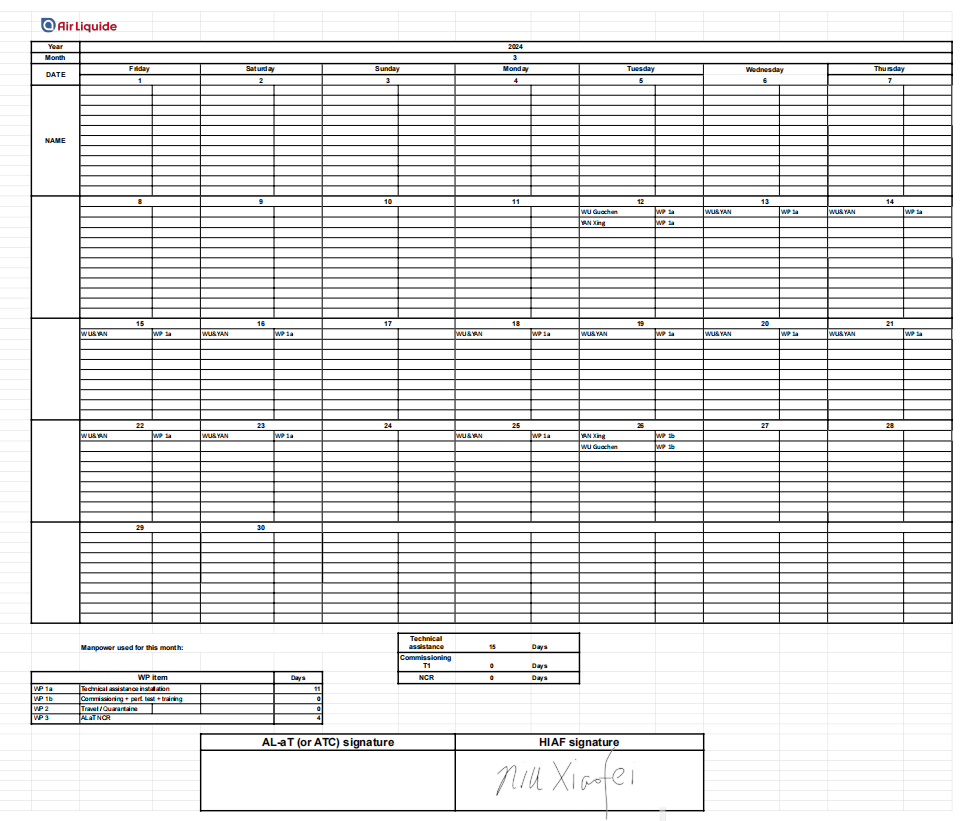 Air Liquide
Year 2024
Month 3
DATE Friday Saturday Sunday Monday Tuesday Wednesday Thursday
1 2 3 4 5 6 7
NAME
8 9 10 11 12 13 14
WU Guochen WP 1a WU&YAN WP 1a WU&YAN WP 1a
YAN Xing WP 1a
15 16 17 18 19 20 21
WU&YAN WP 1a WU&YAN WP 1a WU&YAN WP 1a WU&YAN WP 1a WU&YAN WP 1a WU&YAN WP 1a
22 23 24 25 26 27 28
WU&YAN WP 1a WU&YAN WP 1a WU&YAN WP 1a YAN Xing WP 1b
WU Guochen WP 1b
29 30
Manpower used for this month:
Technical assistance 15 Days
Commissioning T1 0 Days
NCR 0 Days
WP item Days
WP 1a Technical assistance installation 11
WP 1b Commissioning + perf. test + training 0
WP 2 Travel / Quarantaine 0
WP 3 ALaT NCR 4
AL-aT (or ATC) signature HIAF signature
Niu Xiaofei